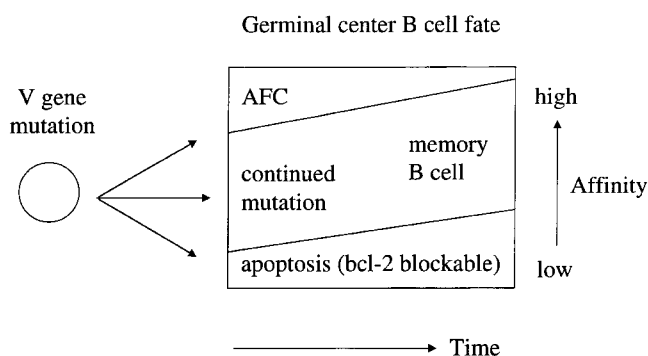 Germinal center B cell fate
V gene
mutation
AFC
high
memory
B cell
continued
mutation
Affinity
apoptosis (bcl-2 blockable)
low
Time